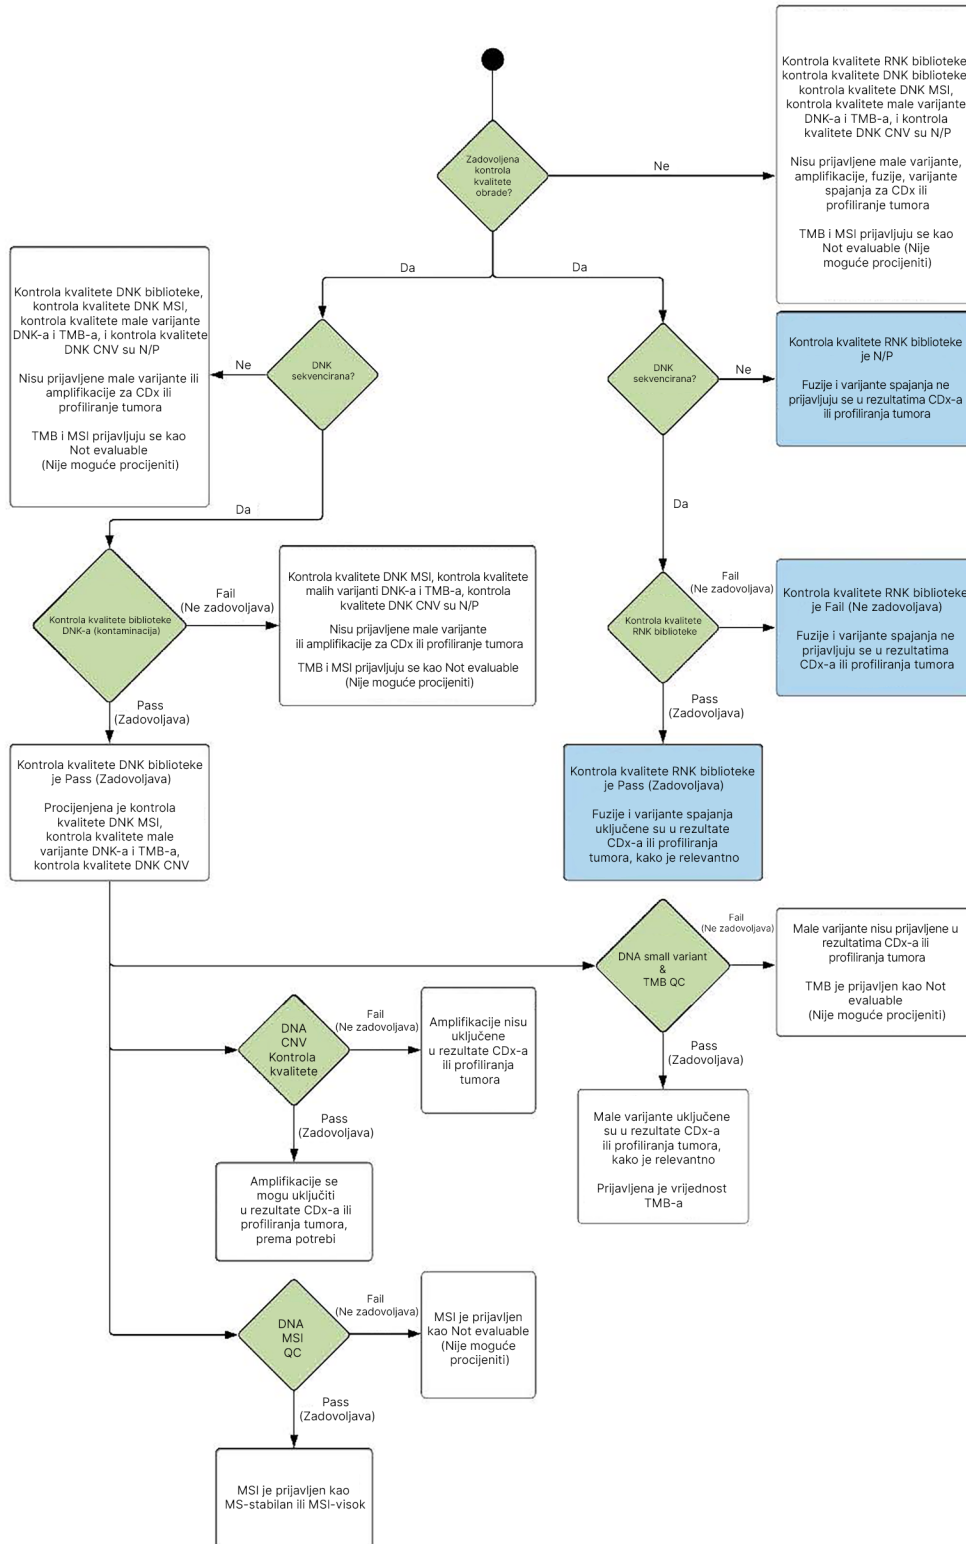 Kontrola kvalitete RNK biblioteke,
kontrola kvalitete DNK biblioteke,
kontrola kvalitete DNK MSI,
kontrola kvalitete male varijante
DNK-a i TMB-a, i kontrola
kvalitete DNK CNV su N/P
Nisu prijavljene male varijante,
amplifikacije, fuzije, varijante
spajanja za CDx ili
profiliranje tumora
TMB i MSI prijavljuju se kao
Not evaluable (Nije
moguće procijeniti)
Zadovoljena
kontrola
kvalitete
obrade?
Ne
Da
Da
Kontrola kvalitete DNK biblioteke,
kontrola kvalitete DNK MSI,
kontrola kvalitete male varijante
DNK-a i TMB-a, i kontrola kvalitete
DNK CNV su N/P
Nisu prijavljene male varijante ili
amplifikacije za CDx ili
profiliranje tumora
TMB i MSI prijavljuju se kao
Not evaluable
(Nije moguće procijeniti)
Ne
DNK
sekvencirana?
DNK
sekvencirana?
Ne
Kontrola kvalitete RNK biblioteke
je N/P
Fuzije i variante spajanja ne
prijavljuju se u rezultatima CDx-a
ili profiliranja tumora
Da
Da
Kontrola kvalitete biblioteke
DNK-a (kontaminacija)
Fail
(Ne zadovoljava)
Kontrola kvalitete DNK MSI, kontrola kvalitete
malih varijanti DNK-a i TMB-a, kontrola
kvalitete DNK CNV su N/P
Nisu prijavljene male varijante
ili amplifikacije za CDx ili profiliranje tumora
TMB i MSI prijavljuju se kao Not evaluable
(Nije moguće procijeniti)
Kontrola kvalitete
RNK biblioteke
Fail
(Ne zadovoljava)
Kontrola kvalitete RNK biblioteke
je Fail (Ne zadovoljava)
Fuzije i variante spajanja ne
prijavljuju se u rezultatima
CDx-a ili profiliranja tumora
Pass
(Zadovoljava)
Pass
(Zadovoljava)
Kontrola kvalitete DNK biblioteke
je Pass (Zadovoljava)
Procijenjena je kontrola
kvalitete DNK MSI,
kontrola kvalitete male
varijante DNK-a i TMB-a,
kontrola kvalitete DNK CNV
Kontrola kvalitete RNK biblioteke
je Pass (Zadovoljava)
Fuzije i varijante spajanja
uključene su u rezultate
CDx-a ili profiliranja
tumora, kako je relevantno
DNA small variant
&
TMB QC
Fail
(Ne zadovoljava)
Male variante nisu prijavljene u
rezultatima CDx-a ili
profiliranja tumora
TMB je prijavljen kao Not
evaluable
(Nije moguće procijeniti)
DNA
CNV
Kontrola
kvalitete
Fail
(Ne zadovoljava)
Amplifikacije nisu
uključene
u rezultate CDx-a
ili profiliranja
tumora
Pass
(Zadovoljava)
Male varijante uključene
su u rezultate CDx-a
ili profiliranja tumora,
kako je relevantno
Prijavljena je vrijednost
TMB-a
Pass
(Zadovoljava)
Amplifikacije se
mogu uključiti
u rezultate CDx-a ili
profiliranja tumora,
prema potrebi
DNA
MSI
QC
Fail
(Ne zadovoljava)
MSI je prijavljen
kao Not evaluable
(Nije moguće
procijeniti)
Pass
(Zadovoljava)
MSI je prijavljen kao
MS-stabilan ili MSI-visok